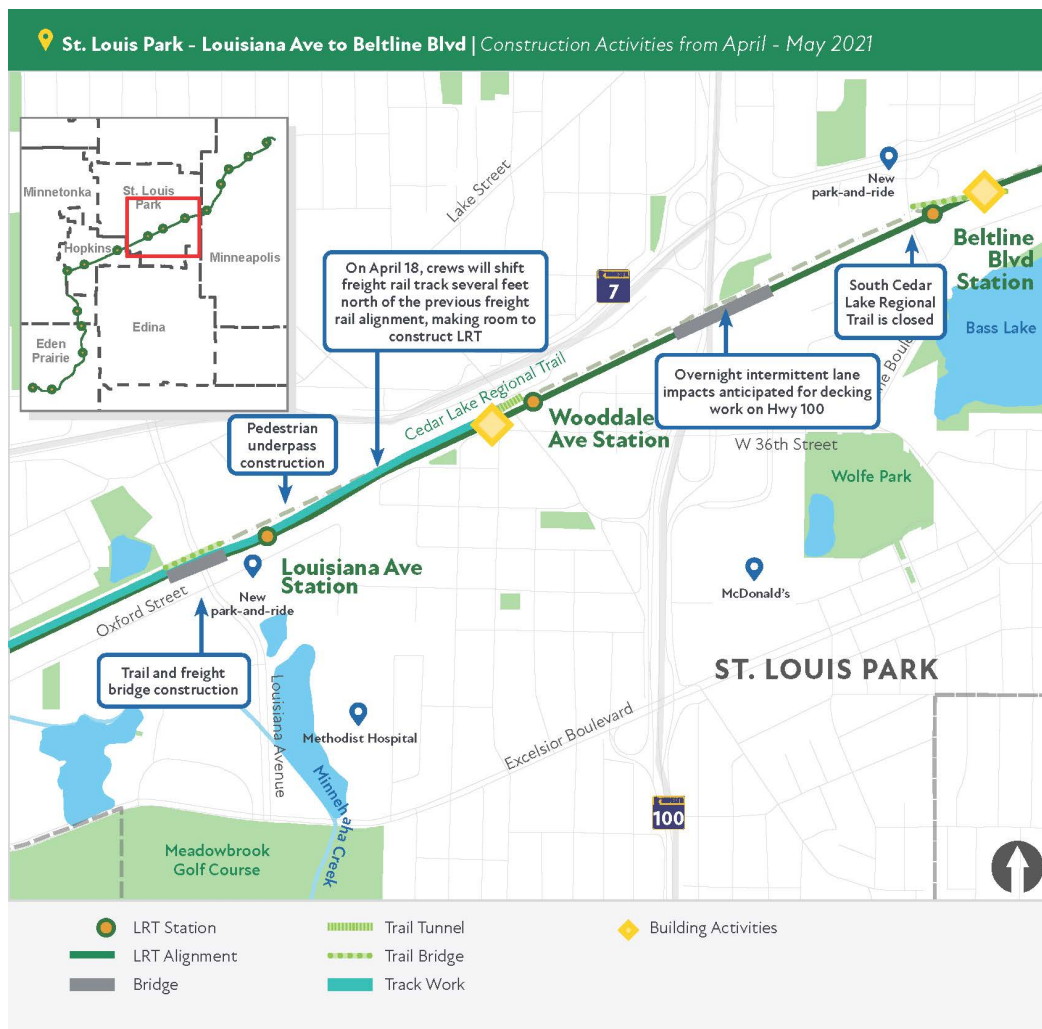 St. Louis Park - Louisiana Ave to Beltline Blvd | Construction Activities from April - May 2021
Minnetonka
St. Louis
Park
Hopkins
Minneapolis
Edina
Eden
Prairie
Lake Street
New
park-and-ride
7
On April 18, crews will shift
freight rail track several feet
north of the previous freight
rail alignment, making room to
construct LRT
Beltline
Blvd
Station
South Cedar
Lake Regional
Trail is closed
Bass Lake
Cedar Lake Regional Trail
Overnight intermittent lane
impacts anticipated for decking
work on Hwy 100
Wooddale
Ave Station
W 36th Street
Pedestrian
underpass
construction
Wolfe Park
Louisiana Ave
Station
New
park-and-ride
McDonald's
Oxford Street
Trail and freight
bridge construction
ST. LOUIS PARK
Louisiana Avenue
Methodist Hospital
Excelsior Boulevard
Minnehaha Creek
100
Meadowbrook
Golf Course
LRT Station
Trail Tunnel
Building Activities
LRT Alignment
Trail Bridge
Bridge
Track Work